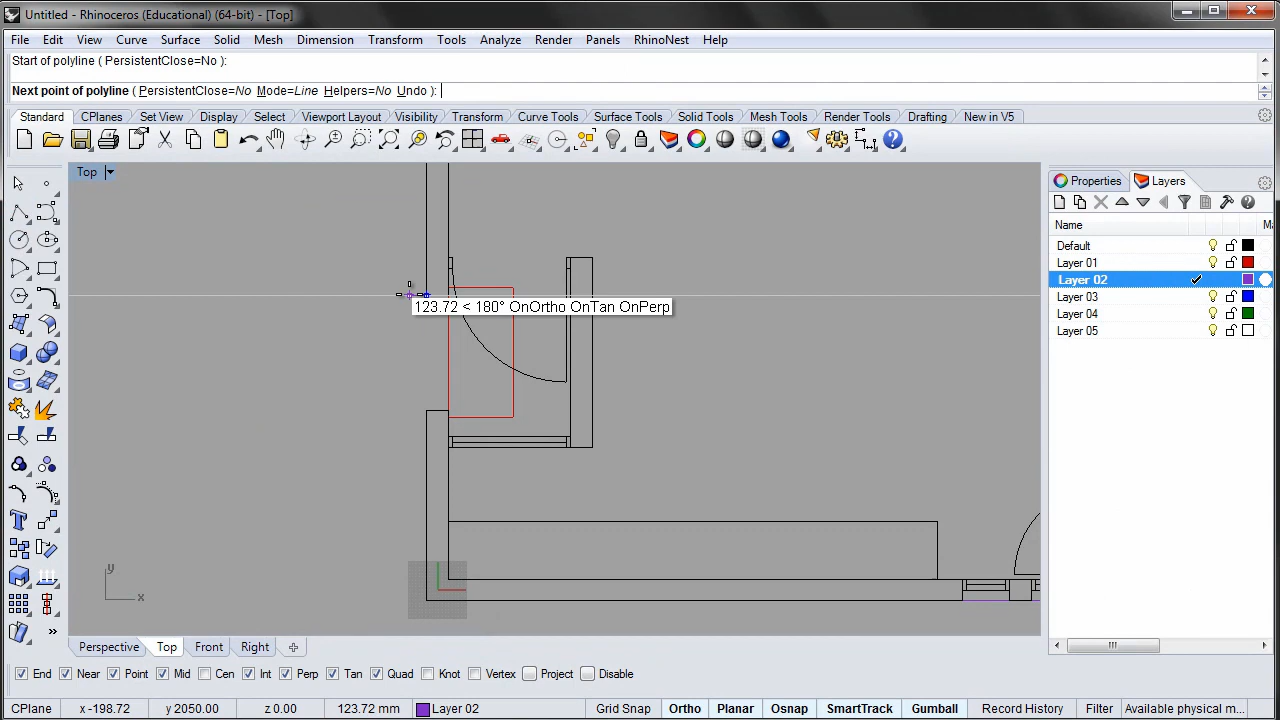 Untitled - Rhinoceros (Educational) (64-bit) - [Top]
File Edit View Curve Surface Solid Mesh Dimension Transform Tools Analyze Render Panels RhinoNest Help
Start of polyline ( PersistentClose=No ):
Next point of polyline ( PersistentClose=No Mode=Line Helpers=No Undo ):
Standard CPlanes Set View Display Select Viewport Layout Visibility Transform Curve Tools Surface Tools Solid Tools Mesh Tools Render Tools Drafting New in V5
Top
Properties Layers
Name
Default
Layer 01
Layer 02
Layer 03
Layer 04
Layer 05
123.72 < 180° OnOrtho OnTan OnPerp
y
x
Perspective Top Front Right
End Near Point Mid Cen Int Perp Tan Quad Knot Vertex Project Disable
CPlane x -198.72 y 2050.00 z 0.00 123.72 mm Layer 02 Grid Snap Ortho Planar Osnap SmartTrack Gumball Record History Filter Available physical m...